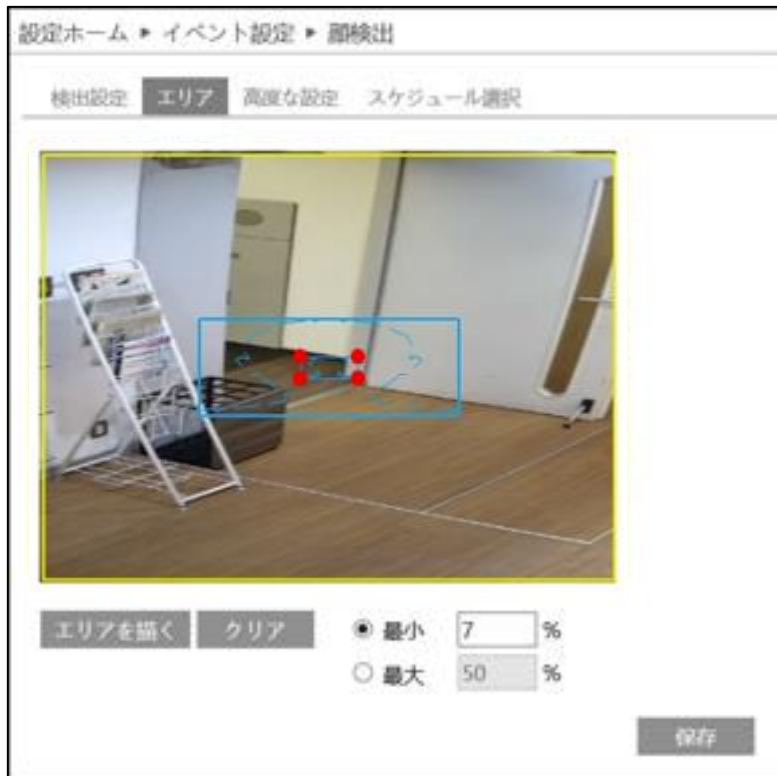 設定ホーム ▶ イベント設定 ▶ 顔検出
検出設定 エリア 高度な設定 スケジュール選択
エリアを描く クリア ◉ 最小 7 %
○ 最大 50 %
保存